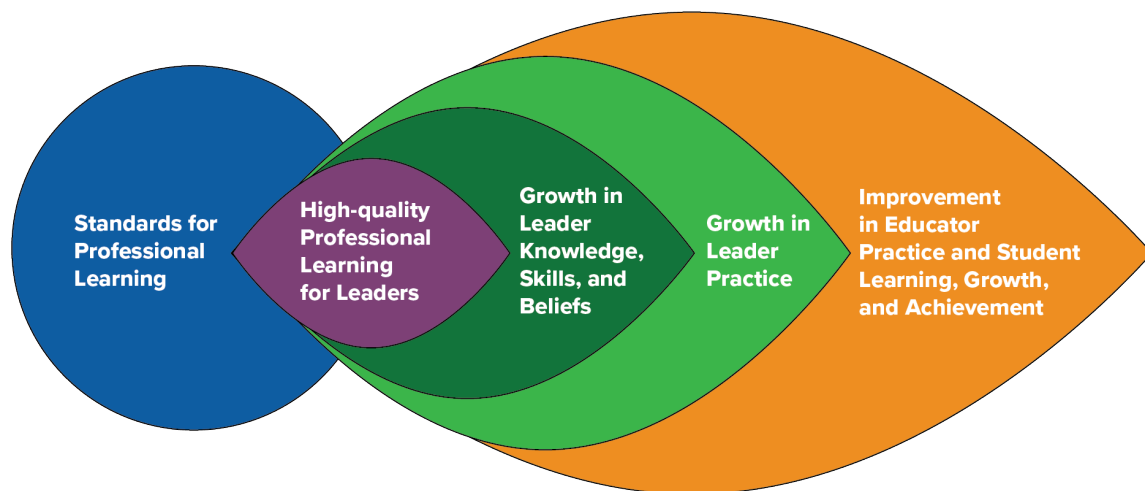 Standards for
Professional
Learning
High-quality
Professional
Learning
for Leaders
Growth in
Leader
Knowledge,
Skills, and
Beliefs
Growth in
Leader
Practice
Improvement
in Educator
Practice and Student
Learning, Growth,
and Achievement